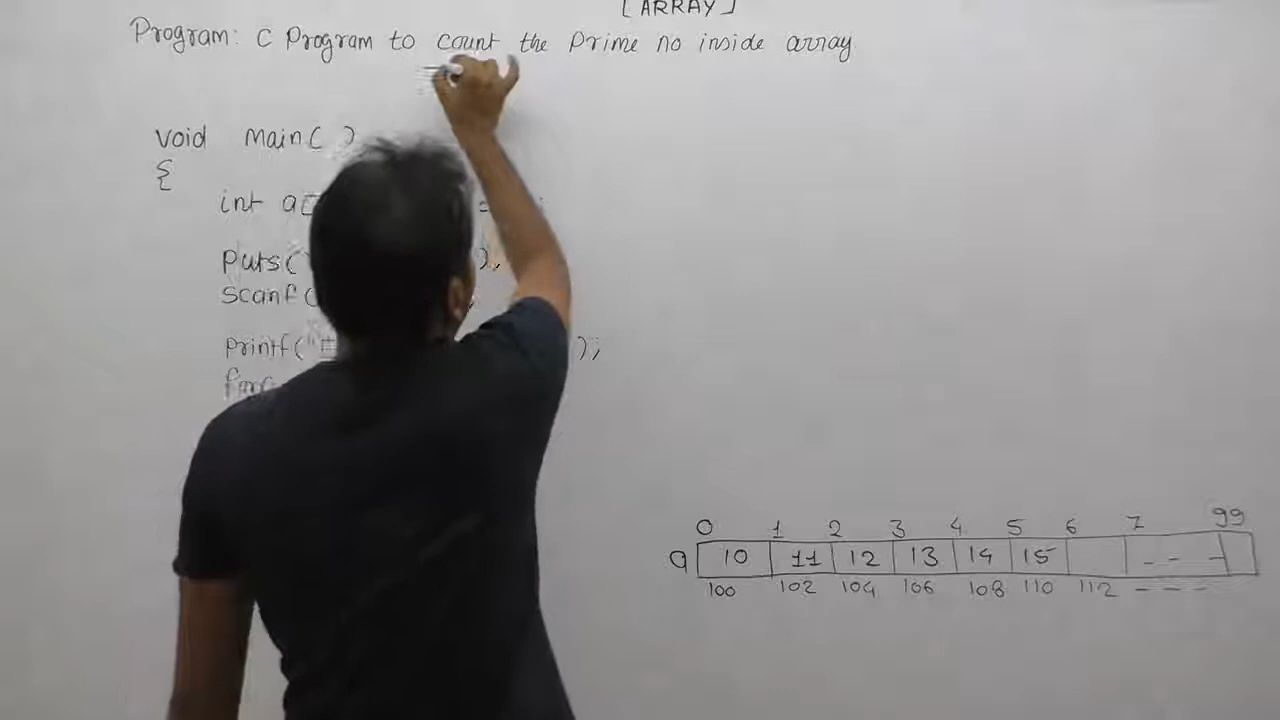 [ ARRAY ]
Program: C Program to count the Prime no inside array
void main( )
{
int a[
Puts(" );
scanf(
printf(" );
0 1 2 3 4 5 6 7 99
a 10 11 12 13 14 15 - - -
100 102 104 106 108 110 112 - - - -